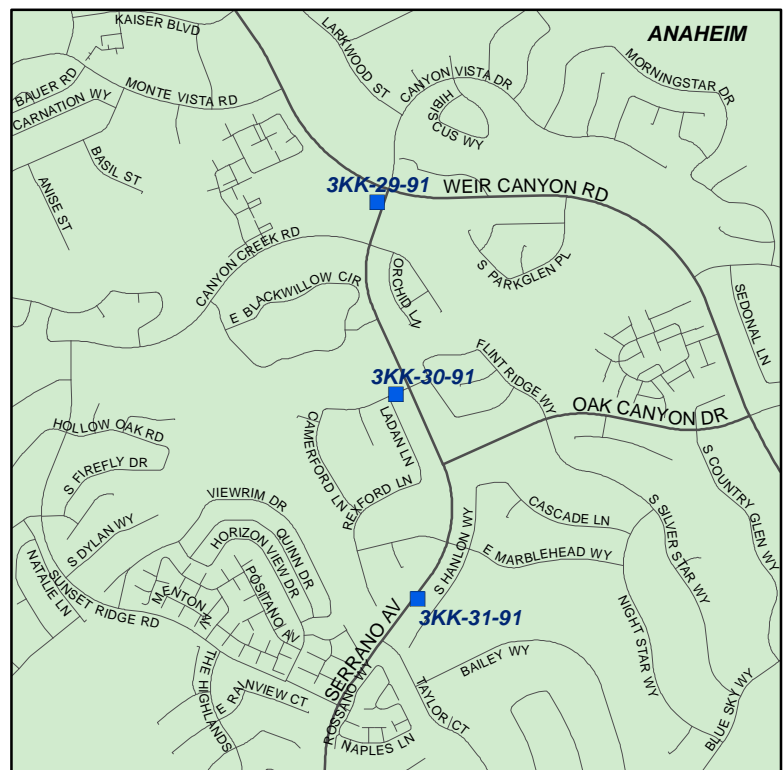 ANAHEIM
KAISER BLVD
LARKWOOD ST
BAUER RD
CARNATION WY
MONTE VISTA RD
CANYON VISTA DR
MORNINGSTAR DR
HIBIS
CUS WY
BASIL ST
ANISE ST
3KK-29-91
WEIR CANYON RD
CANYON CREEK RD
E BLACKWILLOW CIR
ORCHID LN
S PARKGLEN PL
SEDONAL LN
3KK-30-91
FLINT RIDGE WY
OAK CANYON DR
HOLLOW OAK RD
S FIREFLY DR
CAMERFORD LN
LADAN LN
REXFORD LN
S COUNTRY GLEN WY
VIEWRIM DR
HORIZON VIEW DR
QUINN DR
S DYLAN WY
CASCADE LN
S SILVER STAR WY
S HANLON WY
E MARBLEHEAD WY
NATALIE LN
SUNSET RIDGE RD
MENTON AV
POSITANO AV
3KK-31-91
NIGHT STAR WY
SERRANO AV
ROSSANO WY
THE HIGHLANDS
E RAINVIEW CT
TAYLOR CT
BAILEY WY
BLUE SKY WY
NAPLES LN